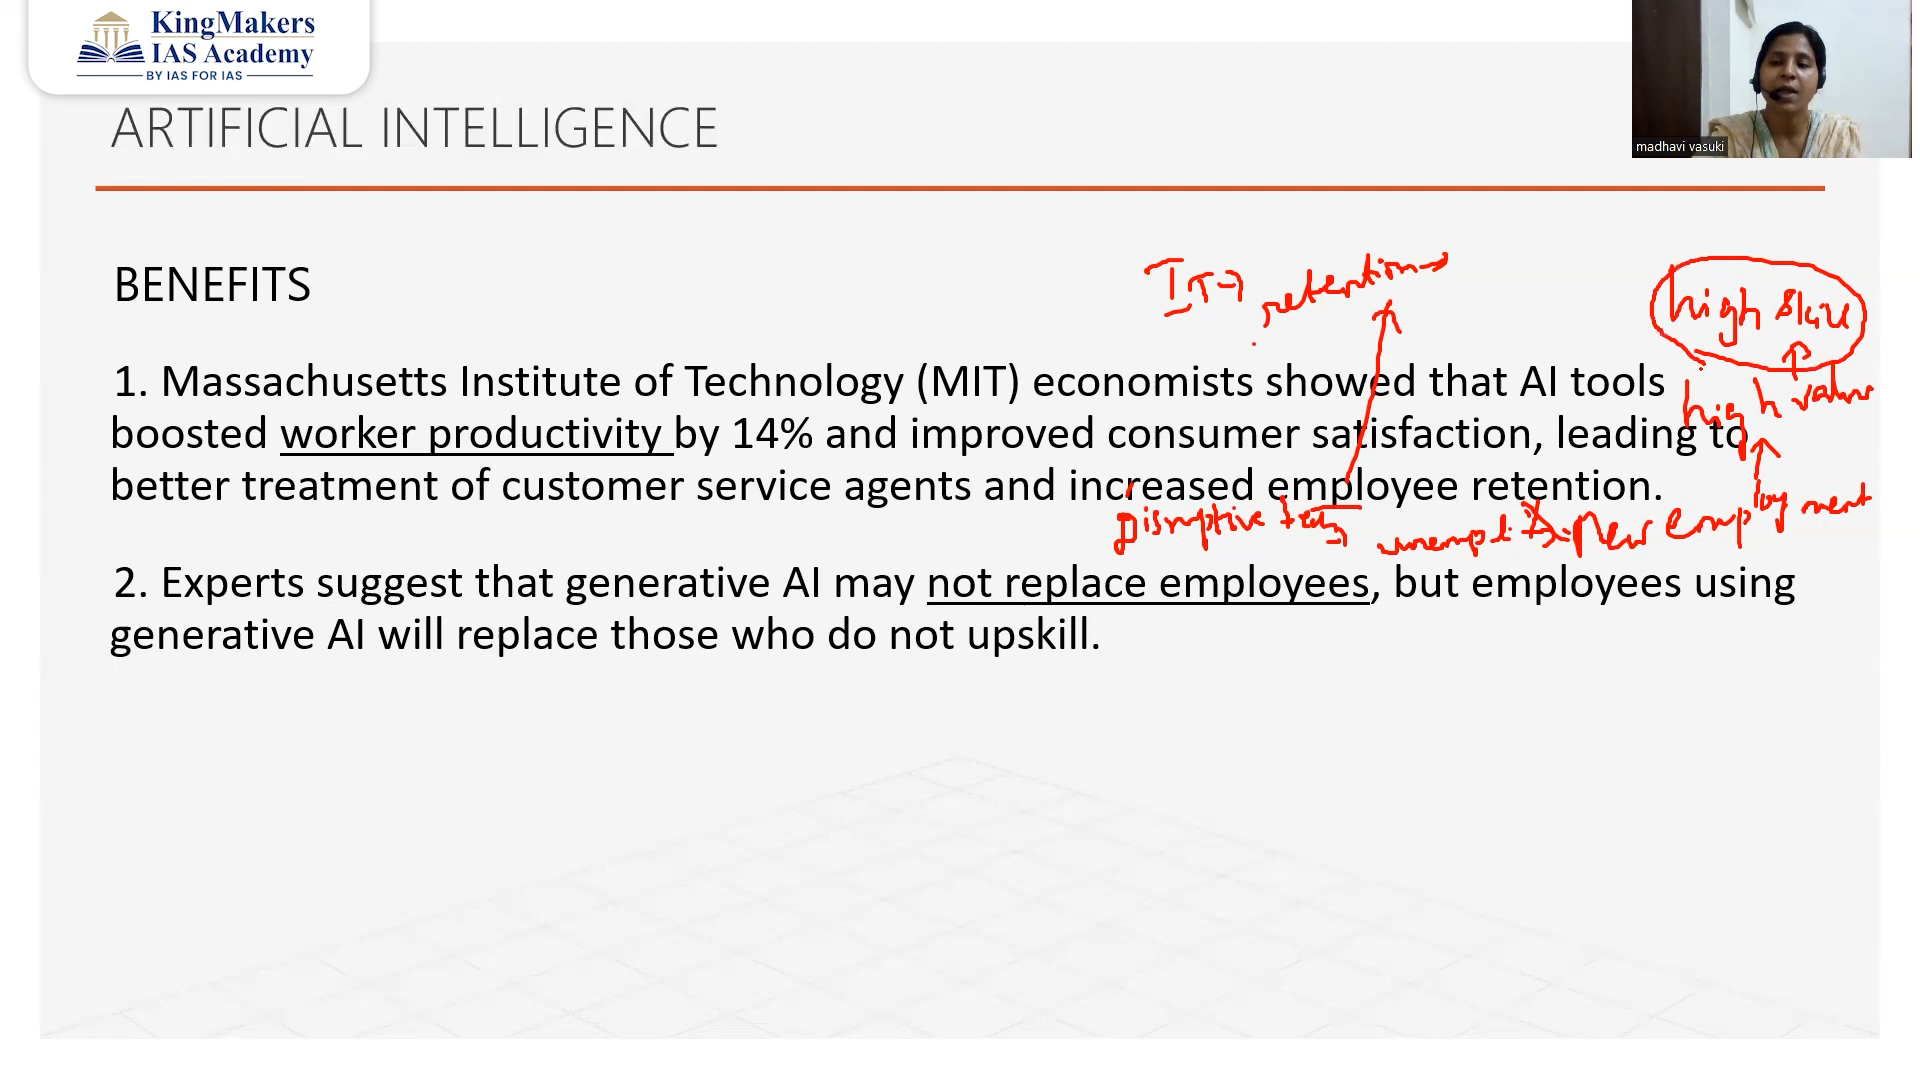 KingMakers
IAS Academy
BY IAS FOR IAS
madhavi vasuki
ARTIFICIAL INTELLIGENCE
BENEFITS
IT→ retention→
high skill
high value
1. Massachusetts Institute of Technology (MIT) economists showed that AI tools
boosted worker productivity by 14% and improved consumer satisfaction, leading to
better treatment of customer service agents and increased employee retention.
Disruptive tech unempl. new employment
2. Experts suggest that generative AI may not replace employees, but employees using
generative AI will replace those who do not upskill.